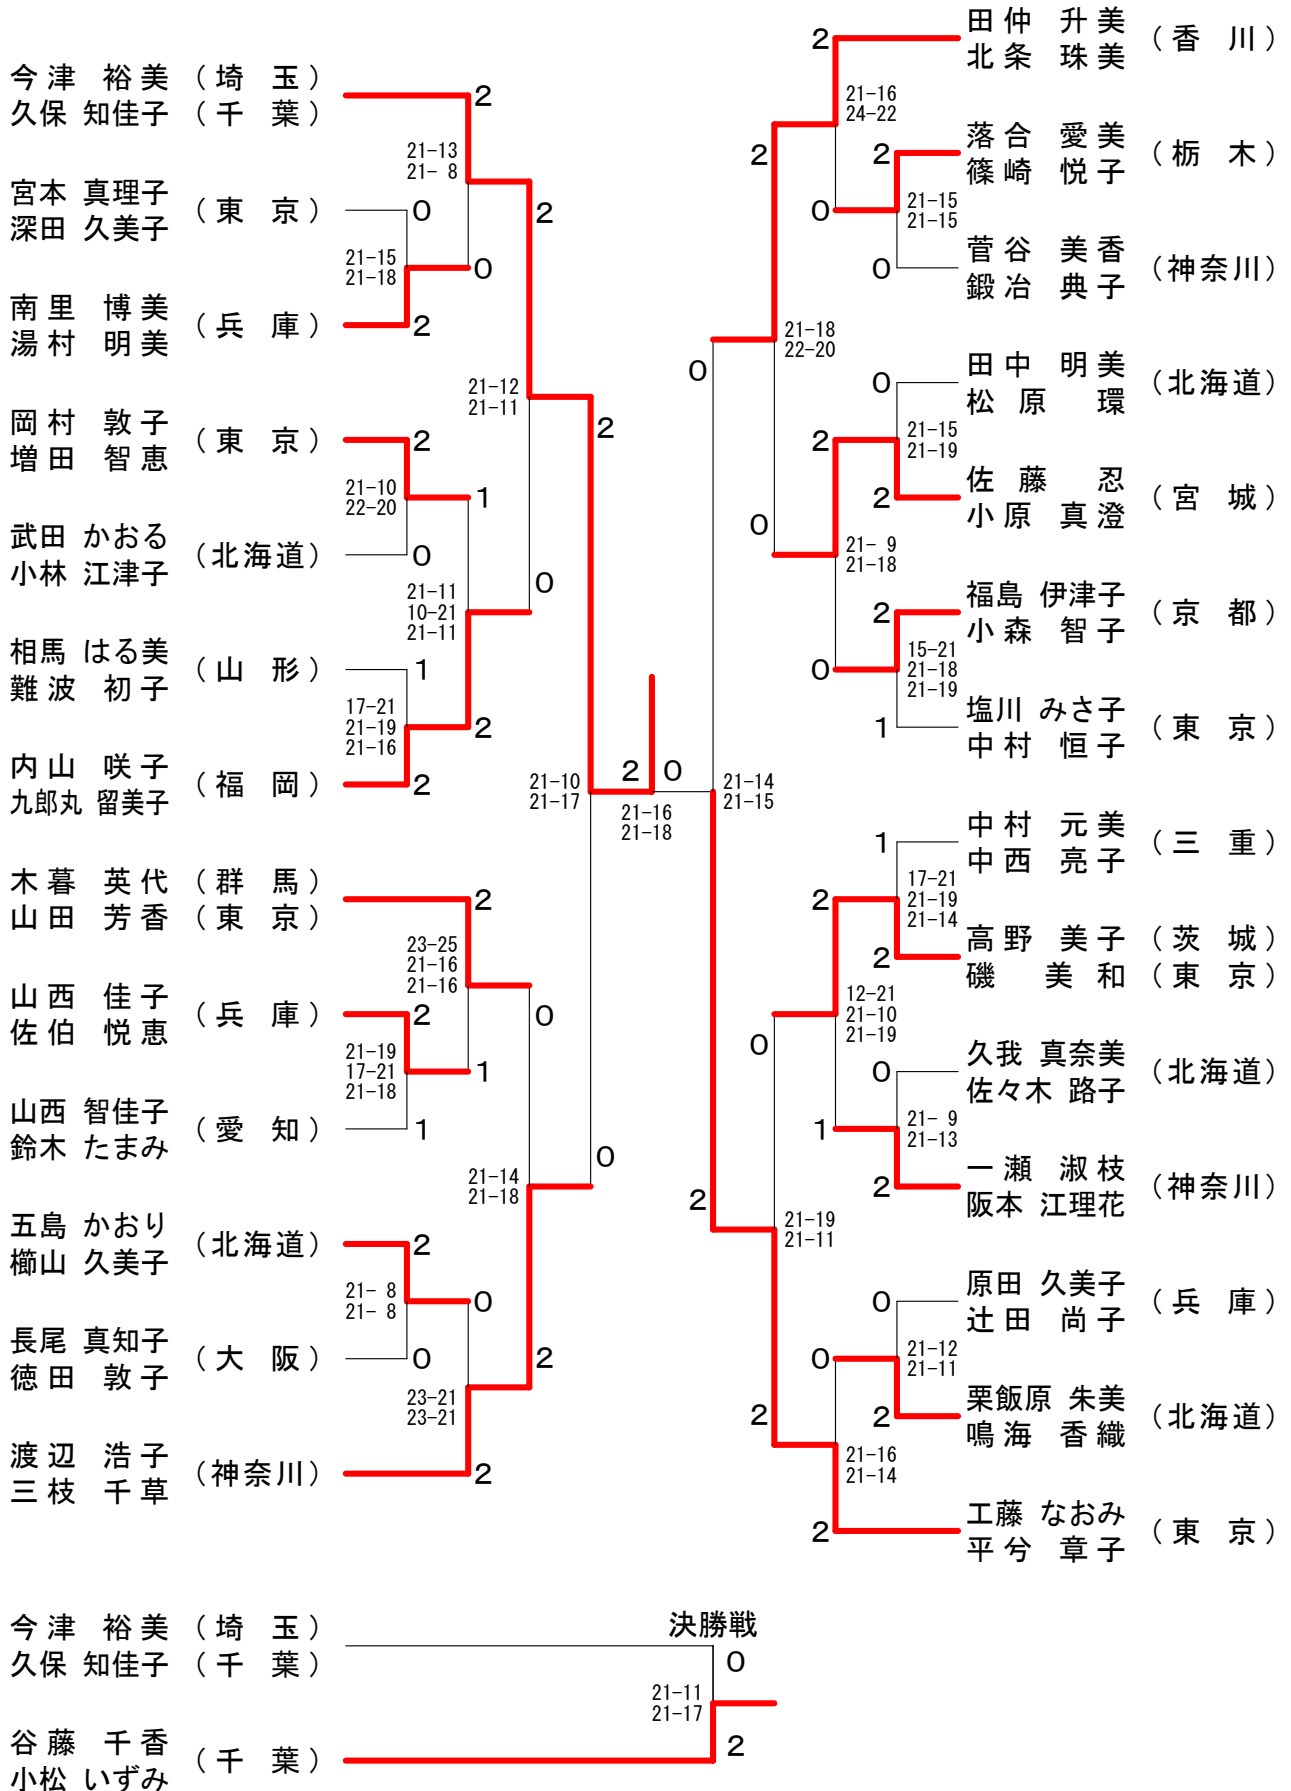 今津 裕美 （埼 玉）
久保 知佳子 （千 葉）
2
21-13
21- 8
宮本 真理子
深田 久美子
（東 京）
0
2
21-15
21-18
0
南里 博美
湯村 明美
（兵 庫）
2
21-12
21-11
2
岡村 敦子
増田 智恵
（東 京）
2
21-10
22-20
1
武田 かおる
小林 江津子
（北海道）
0
0
21-11
10-21
21-11
相馬 はる美
難波 初子
（山 形）
1
17-21
21-19
21-16
2
内山 咲子
九郎丸 留美子
（福 岡）
2
21-10
21-17
2
0
21-16
21-18
21-14
21-15
木暮 英代 （群 馬）
山田 芳香 （東 京）
2
23-25
21-16
21-16
0
山西 佳子
佐伯 悦恵
（兵 庫）
2
21-19
17-21
21-18
1
山西 智佳子
鈴木 たまみ
（愛 知）
1
0
21-14
21-18
五島 かおり
櫛山 久美子
（北海道）
2
21- 8
21- 8
0
長尾 真知子
徳田 敦子
（大 阪）
0
2
23-21
23-21
渡辺 浩子
三枝 千草
（神奈川）
2
2
田仲 升美
北条 珠美
（香 川）
21-16
24-22
2
2
落合 愛美
篠崎 悦子
（栃 木）
0
21-15
21-15
0
菅谷 美香
鍛冶 典子
（神奈川）
0
21-18
22-20
0
田中 明美
松原 環
（北海道）
2
21-15
21-19
2
佐藤 忍
小原 真澄
（宮 城）
0
21- 9
21-18
2
福島 伊津子
小森 智子
（京 都）
0
15-21
21-18
21-19
1
塩川 みさ子
中村 恒子
（東 京）
1
中村 元美
中西 亮子
（三 重）
2
17-21
21-19
21-14
2
高野 美子 （茨 城）
磯 美和 （東 京）
0
12-21
21-10
21-19
0
久我 真奈美
佐々木 路子
（北海道）
1
21- 9
21-13
2
一瀬 淑枝
阪本 江理花
（神奈川）
2
21-19
21-11
0
原田 久美子
辻田 尚子
（兵 庫）
0
21-12
21-11
2
栗飯原 朱美
鳴海 香織
（北海道）
2
21-16
21-14
2
工藤 なおみ
平兮 章子
（東 京）
決勝戦
今津 裕美 （埼 玉）
久保 知佳子 （千 葉）
0
21-11
21-17
谷藤 千香
小松 いずみ
（千 葉）
2